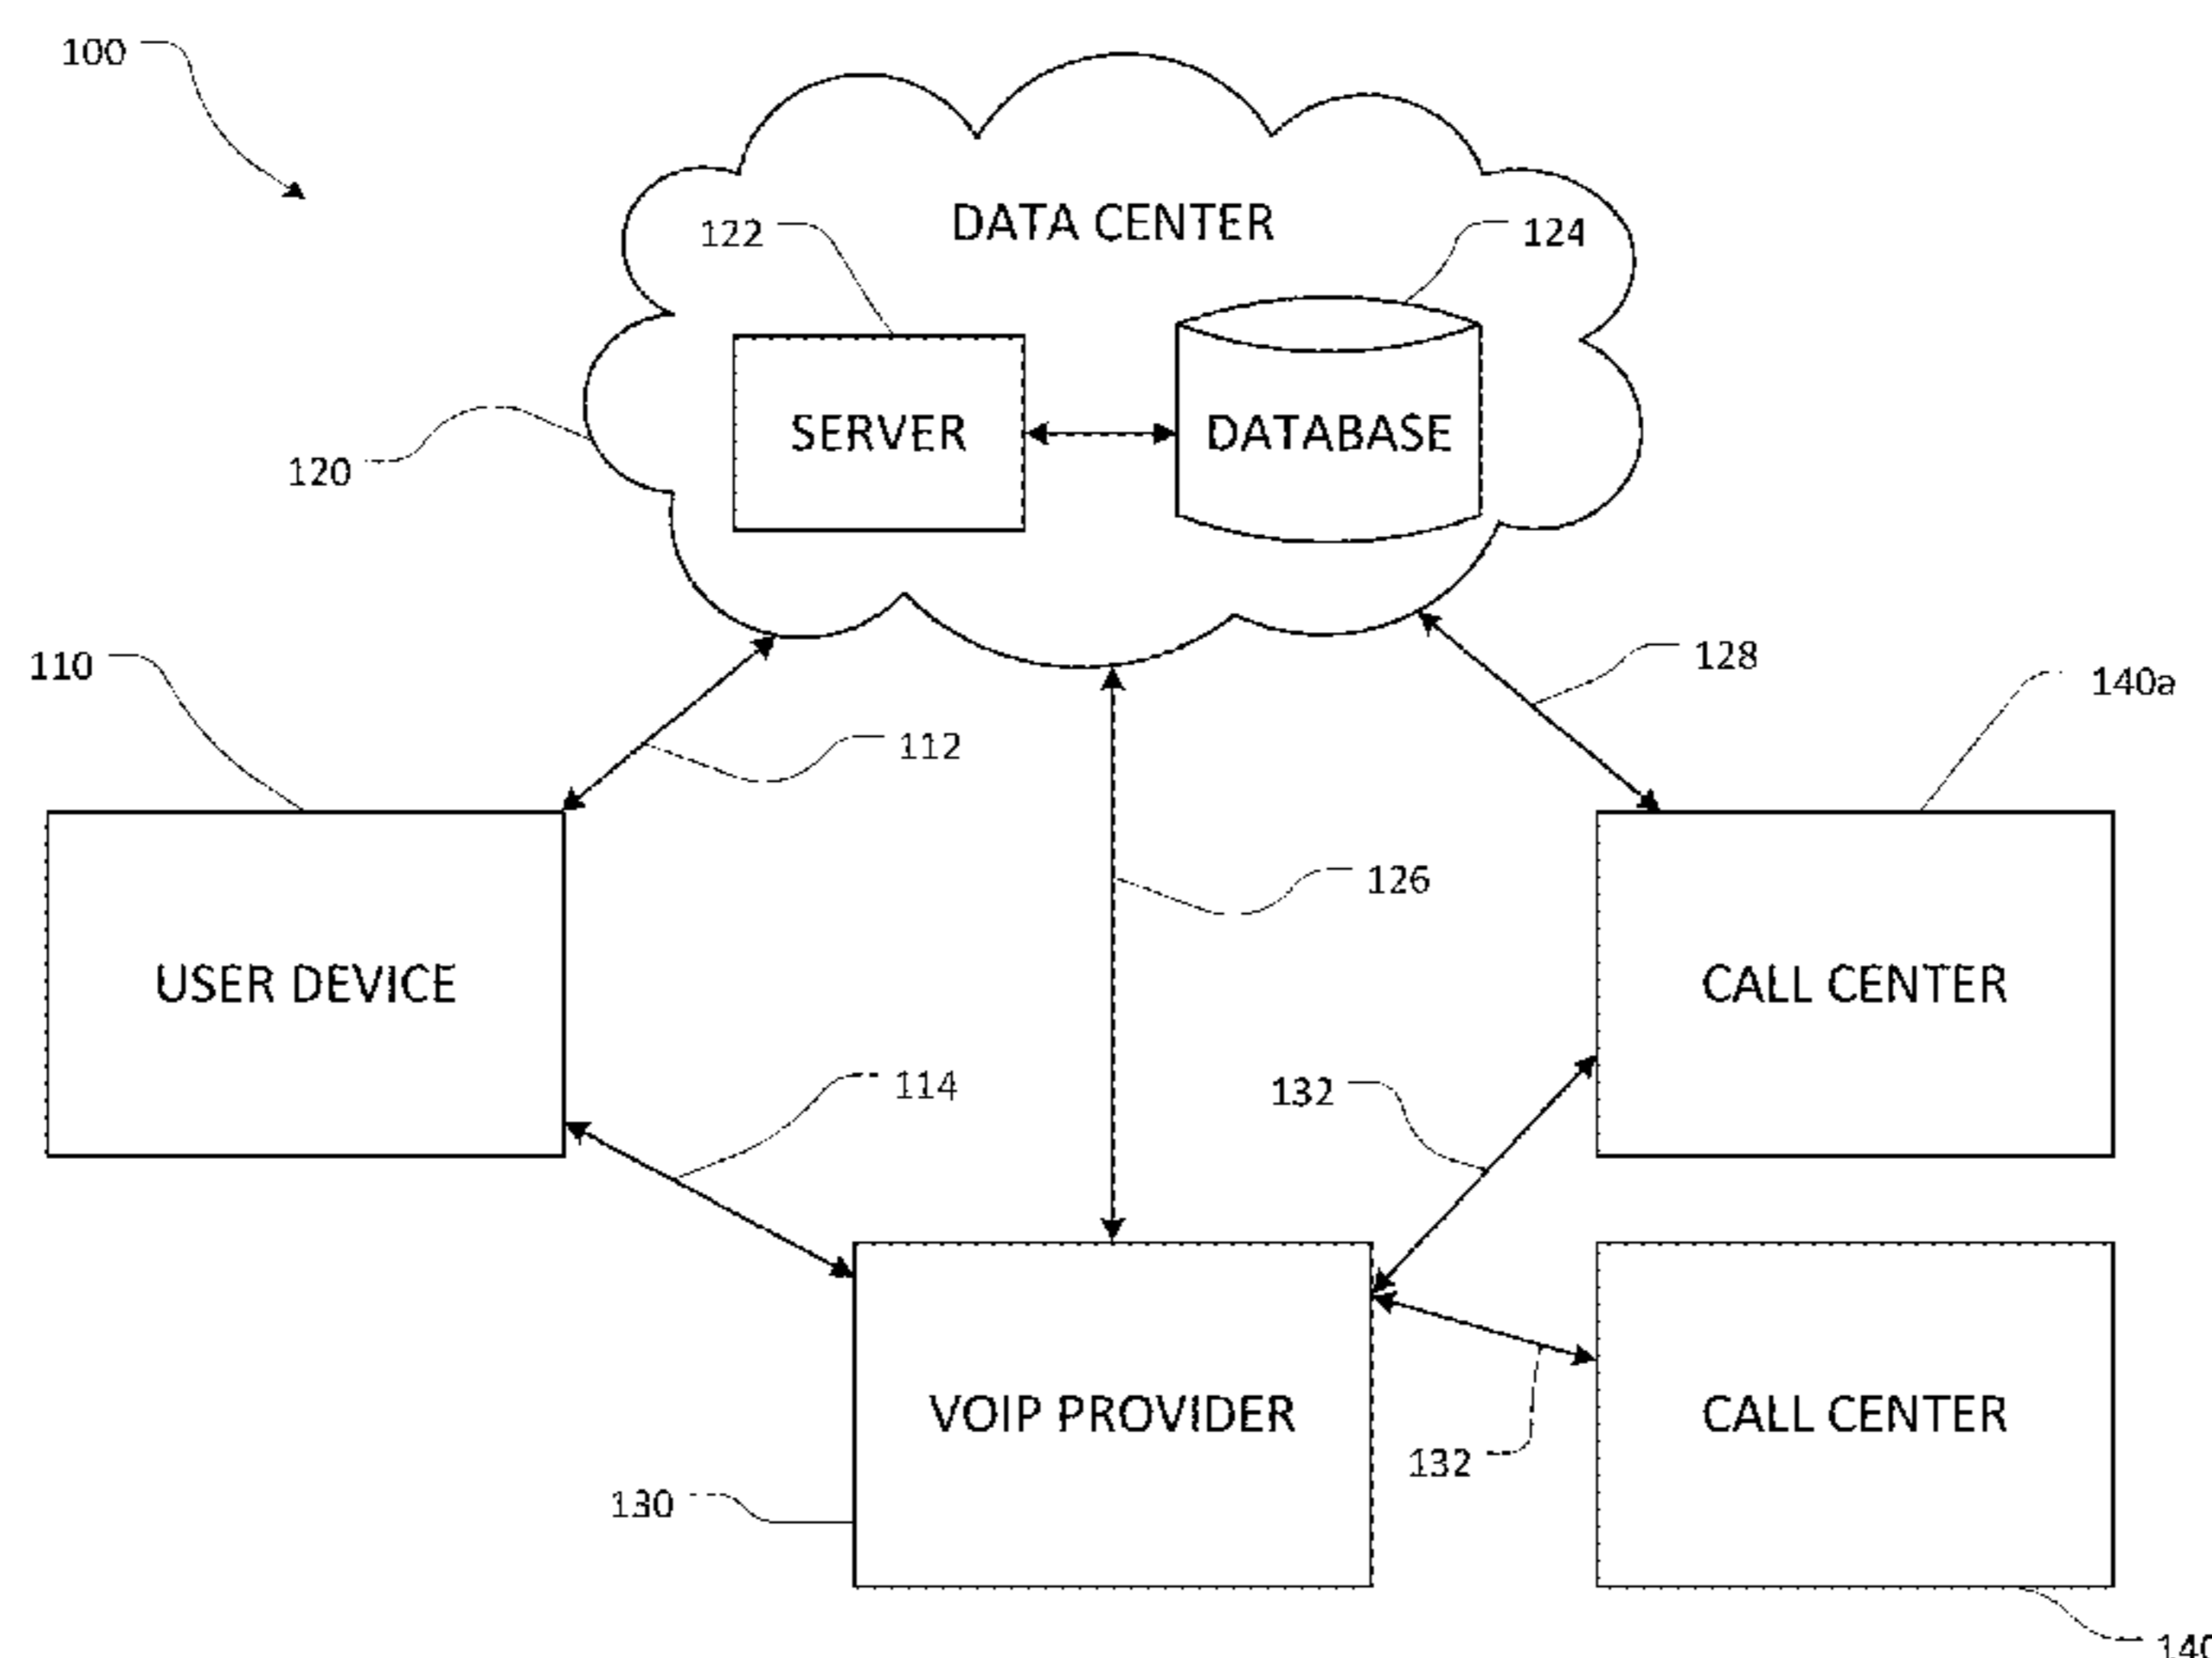 100
DATA CENTER
122
124
SERVER
DATABASE
120
110
128
140a
112
126
USER DEVICE
CALL CENTER
114
132
VOIP PROVIDER
CALL CENTER
132
130